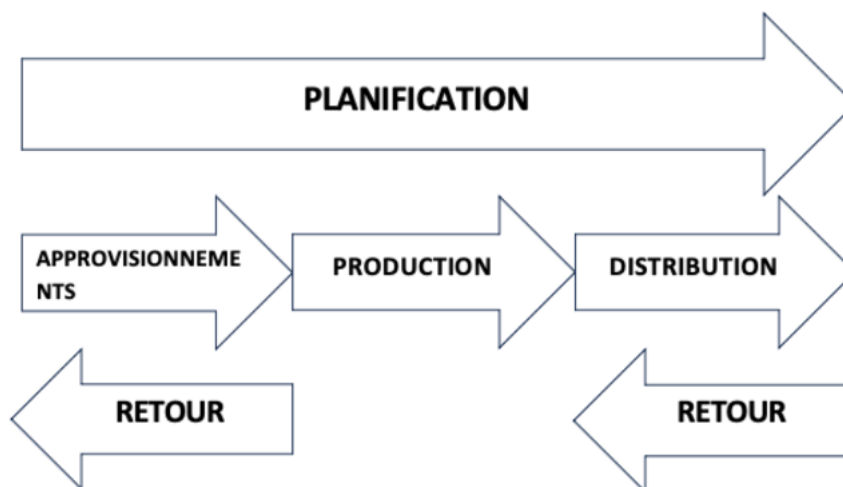 PLANIFICATION
APPROVISIONNEME
NTS
PRODUCTION
DISTRIBUTION
RETOUR
RETOUR